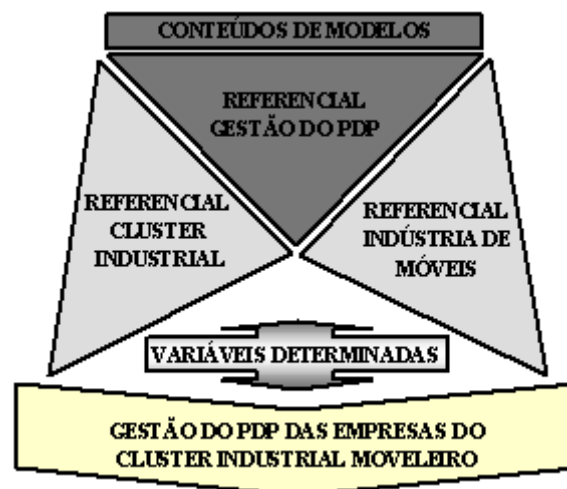 CONTEÚDOS DE MODELOS
REFERENCIAL
GESTÃO DO PDP
REFERENCIAL
CLUSTER
INDUSTRIAL
REFERENCIAL
INDÚSTRIA DE
MÓVEIS
VARIÁVEIS DETERMINADAS
GESTÃO DO PDP DAS EMPRESAS DO
CLUSTER INDUSTRIAL MOVELEIRO